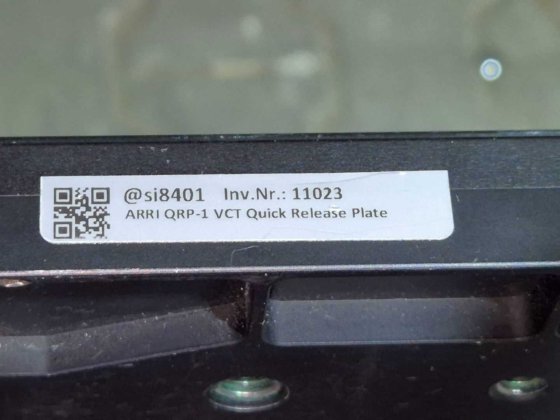 @si8401 Inv.Nr.: 11023
ARRI QRP-1 VCT Quick Release Plate